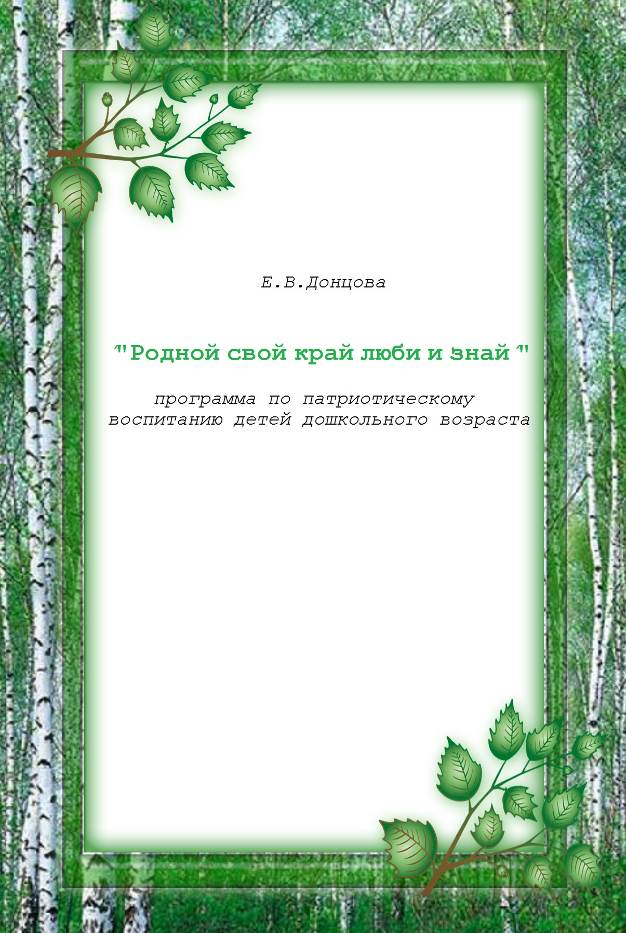 Е.В.Донцова
"Родной свой край люби и знай "
программа по патриотическому
воспитанию детей дошкольного возраста